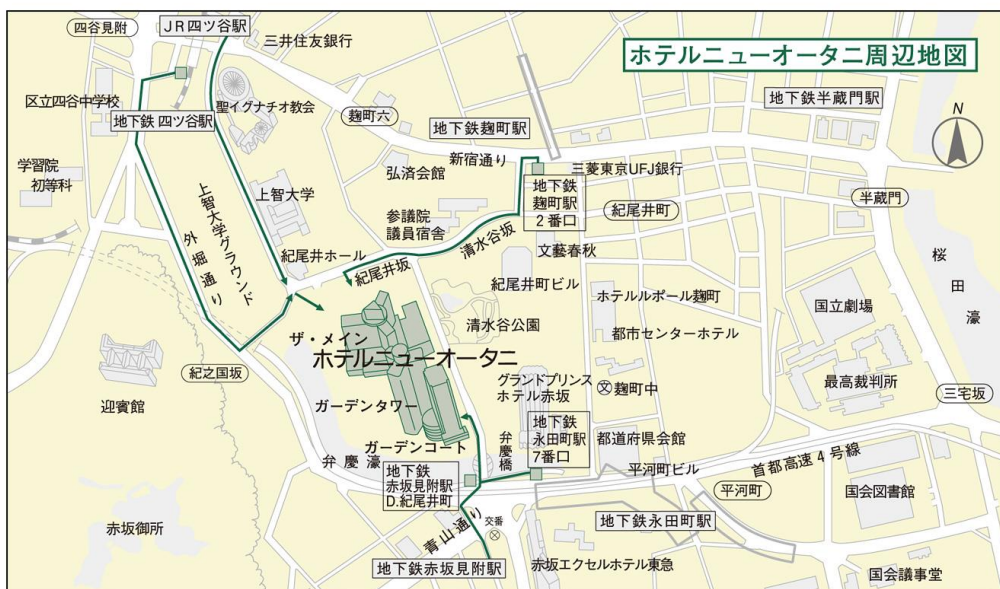 ホテルニューオータニ周辺地図
四谷見附
JR四ツ谷駅
三井住友銀行
区立四谷中学校
地下鉄 四ツ谷駅
聖イグナチオ教会
麹町六
地下鉄麹町駅
地下鉄半蔵門駅
N
学習院
初等科
上智大学グラウンド
外堀通り
上智大学
弘済会館
新宿通り
三菱東京UFJ銀行
地下鉄
麹町駅
2番口
紀尾井町
半蔵門
参議院
議員宿舎
清水谷坂
文藝春秋
紀尾井ホール
紀尾井坂
紀尾井町ビル
ホテルルポール麹町
国立劇場
桜田濠
清水谷公園
都市センターホテル
ザ・メイン
ホテルニューオータニ
紀之国坂
迎賓館
グランドプリンス
ホテル赤坂
文
麹町中
最高裁判所
三宅坂
ガーデンタワー
ガーデンコート
弁慶濠
弁慶橋
地下鉄
永田町駅
7番口
都道府県会館
地下鉄
赤坂見附駅
D.紀尾井町
平河町ビル
首都高速4号線
平河町
国会図書館
赤坂御所
青山通り
交番
地下鉄永田町駅
地下鉄赤坂見附駅
赤坂エクセルホテル東急
国会議事堂